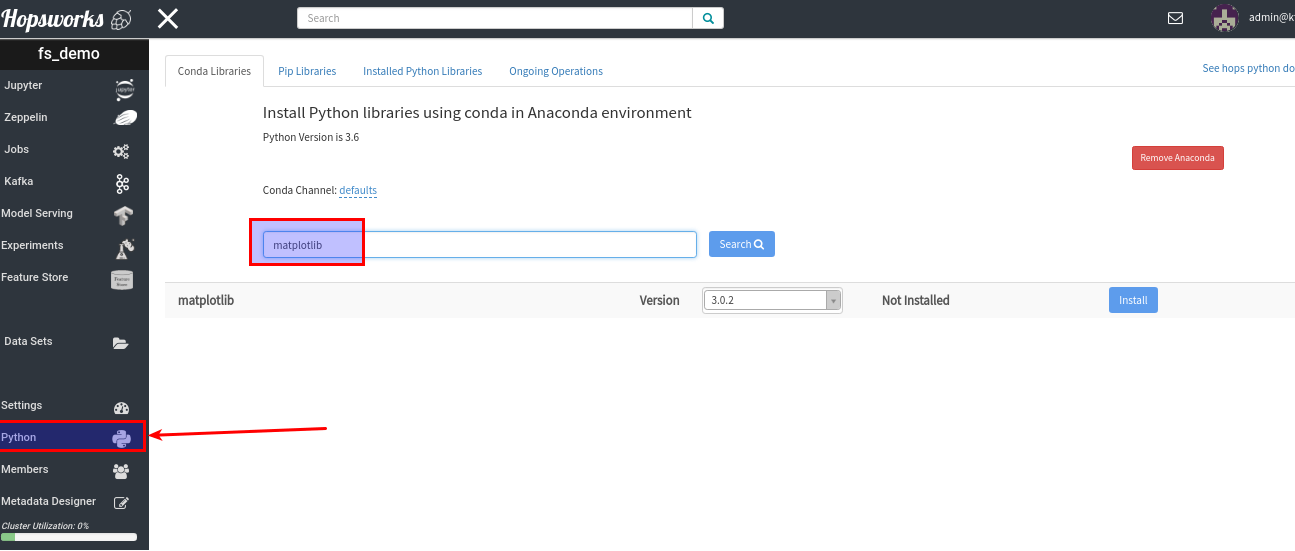 Hopsworks
Search
admin@k
fs_demo
Jupyter
Zeppelin
Jobs
Kafka
Model Serving
Experiments
Feature Store
Data Sets
Settings
Python
Members
Metadata Designer
Cluster Utilization: 0%
Conda Libraries
Pip Libraries
Installed Python Libraries
Ongoing Operations
See hops python do
Install Python libraries using conda in Anaconda environment
Python Version is 3.6
Remove Anaconda
Conda Channel: defaults
matplotlib
Search
matplotlib Version 3.0.2 Not Installed Install